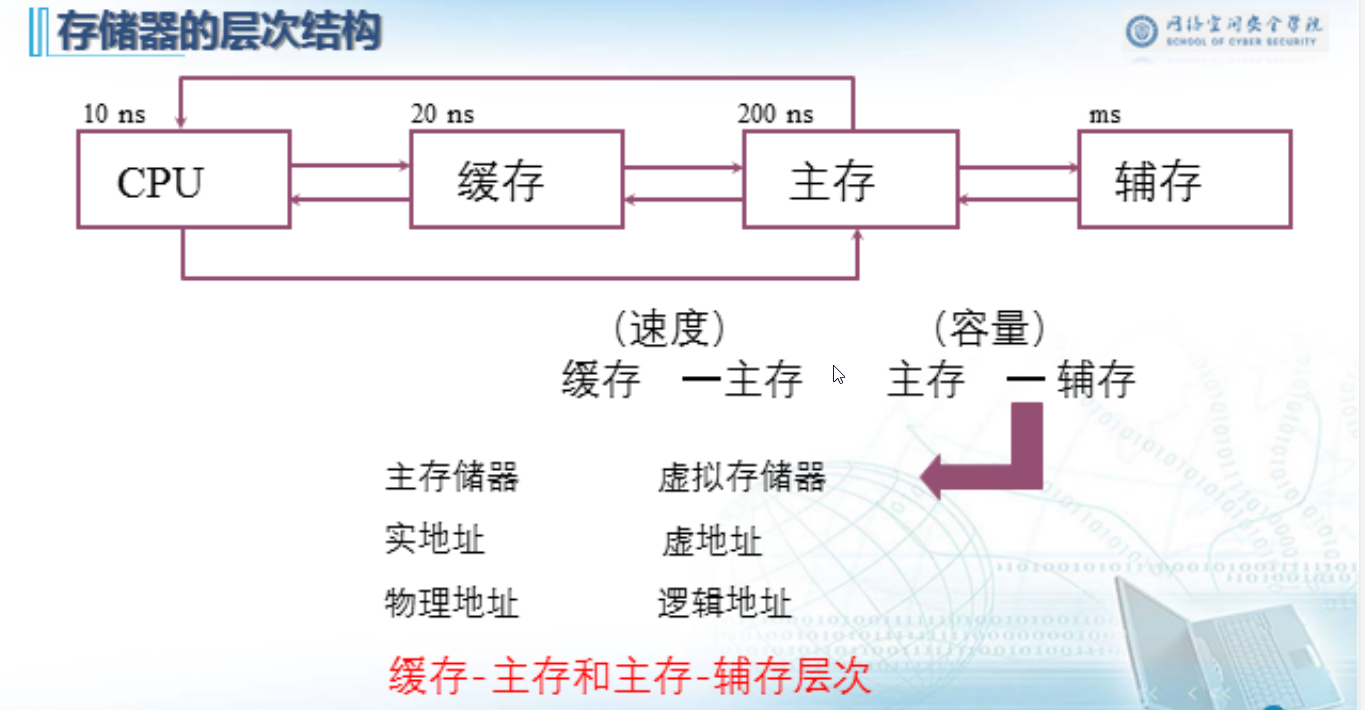 存储器的层次结构
网络空间安全学院
SCHOOL OF CYBER SECURITY
10 ns 20 ns 200 ns ms
CPU 缓存 主存 辅存
（速度） （容量）
缓存 —主存 主存 — 辅存
主存储器 虚拟存储器
实地址 虚地址
物理地址 逻辑地址
缓存-主存和主存-辅存层次